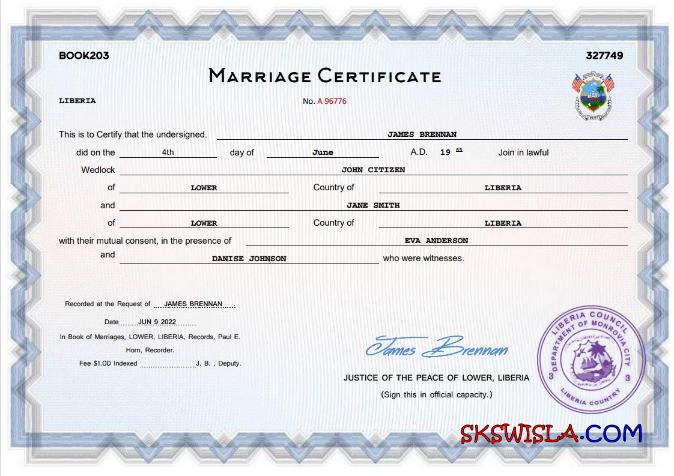 BOOK203
327749
MARRIAGE CERTIFICATE
LIBERIA
No. A 96776
This is to Certify that the undersigned. JAMES BRENNAN
did on the 4th day of June A.D. 19 Join in lawful
Wedlock JOHN CITIZEN
of LOWER Country of LIBERIA
and JANE SMITH
of LOWER Country of LIBERIA
with their mutual consent, in the presence of EVA ANDERSON
and DANISE JOHNSON who were witnesses.
Recorded at the Request of JAMES BRENNAN
Date JUN 9 2022
In Book of Marriages, LOWER, LIBERIA, Records, Paul E.
Horn, Recorder.
Fee $1.00 Indexed J. B. , Deputy.
James Brennan
JUSTICE OF THE PEACE OF LOWER, LIBERIA
(Sign this in official capacity.)
LIBERIA COUNCIL
DEPARTMENT OF MONROVIA CITY
3 3
LIBERIA COUNTRY
SKSWISLA.COM